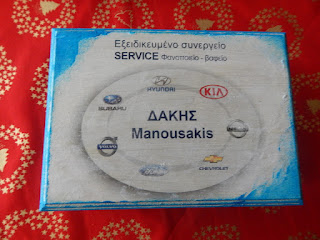 Εξειδικευμένο συνεργείο
SERVICE Φανοποιείο - βαφείο
HYUNDAI
SUBARU
KIA
ΔΑΚΗΣ
Manousakis
VOLVO
CHEVROLET